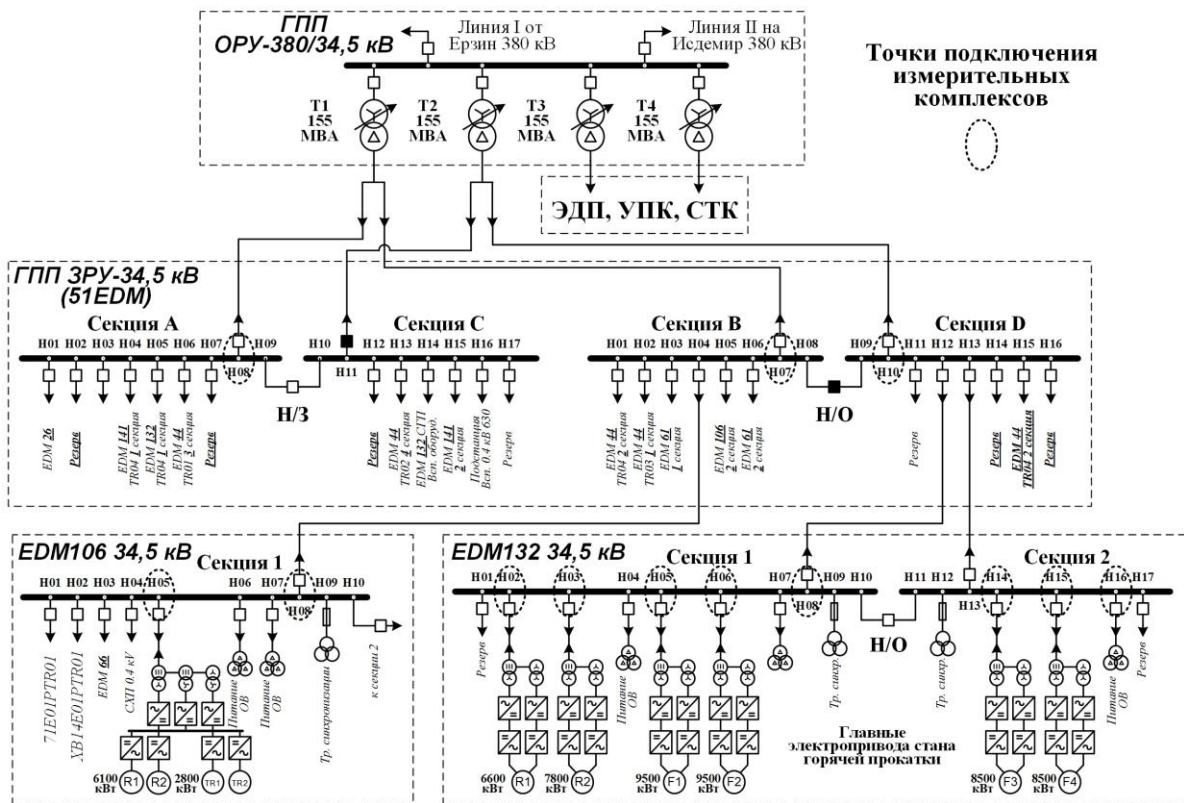 ГПП
ОРУ-380/34,5 кВ
Линия I от
Ерзин 380 кВ
Линия II на
Исдемир 380 кВ
Точки подключения
измерительных
комплексов
T1
155
МВА
T2
155
МВА
T3
155
МВА
T4
155
МВА
ЭДП, УПК, СТК
ГПП ЗРУ-34,5 кВ
(51EDM)
Секция A
H01 H02 H03 H04 H05 H06 H07 H08 H09
EDM 26
Резерв
EDM 141
TR04 1 секция
EDM 132
TR04 1 секция
EDM 44
TR01 3 секция
Резерв
Н/З
Секция C
H10 H11 H12 H13 H14 H15 H16 H17
Резерв
EDM 44
TR02 4 секция
EDM 132 СТП
Всп. оборуд.
EDM 141
2 секция
Подстанция
Всп. 0.4 кВ 630
Резерв
Секция B
H01 H02 H03 H04 H05 H06 H07 H08
EDM 44
TR04 2 секция
EDM 44
TR03 1 секция
EDM 61
1 секция
EDM 106
2 секция
EDM 61
2 секция
Н/О
Секция D
H09 H10 H11 H12 H13 H14 H15 H16
Резерв
Резерв
EDM 44
TR04 2 секция
Резерв
EDM106 34,5 кВ
Секция 1
H01 H02 H03 H04 H05 H06 H07 H08 H09 H10
71E01PTR01
XB14E01PTR01
EDM 66
СХП 0.4 kV
Питание
ОВ
Питание
ОВ
Тр. синхронизации
к секции 2
6100
кВт
R1
R2
2800
кВт
TR1
TR2
EDM132 34,5 кВ
Секция 1
Секция 2
H01 H02 H03 H04 H05 H06 H07 H08 H09 H10
H11 H12 H13 H14 H15 H16 H17
Резерв
Питание
ОВ
Тр. синхр.
Н/О
Тр. синхр.
Питание
ОВ
Резерв
Главные
электропривода стана
горячей прокатки
6600
кВт
R1
7800
кВт
R2
9500
кВт
F1
9500
кВт
F2
8500
кВт
F3
8500
кВт
F4